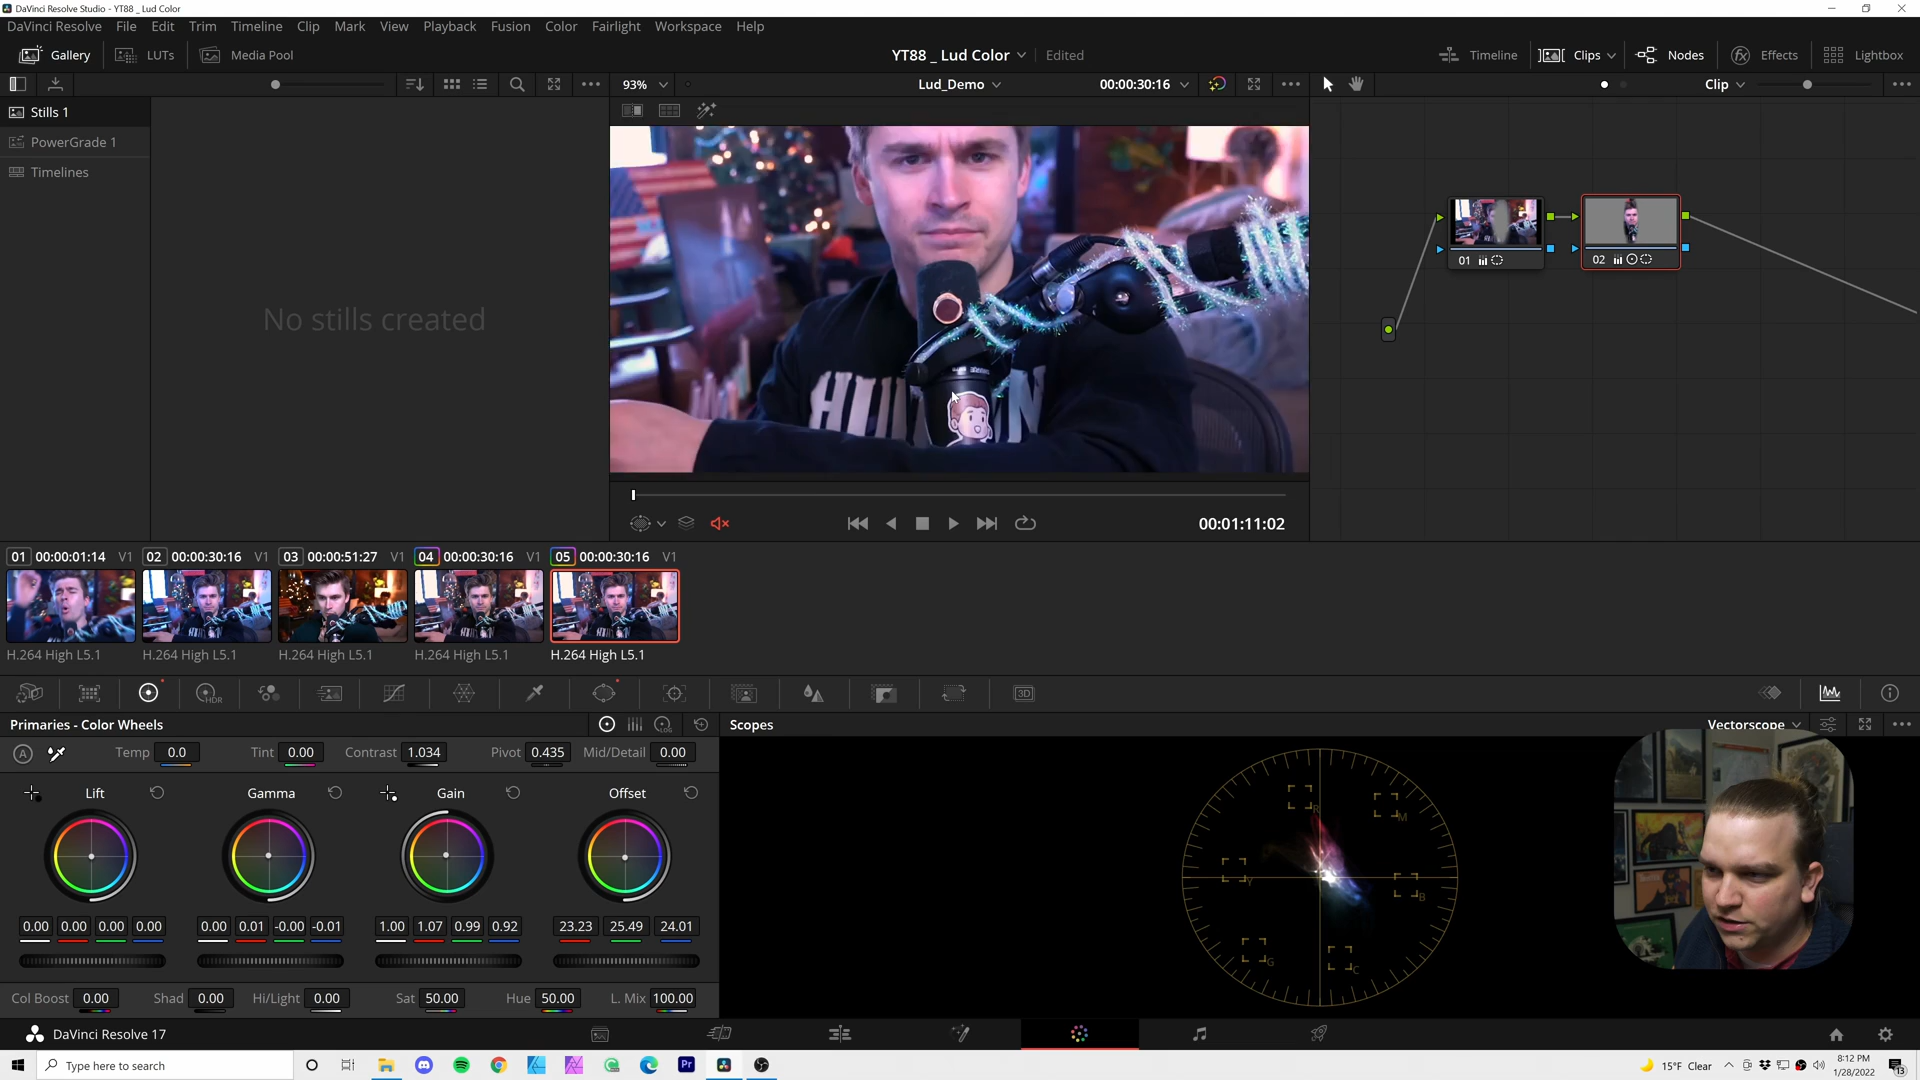 DaVinci Resolve Studio - YT88 _ Lud Color
DaVinci Resolve File Edit Trim Timeline Clip Mark View Playback Fusion Color Fairlight Workspace Help
Gallery LUTs Media Pool YT88 _ Lud Color Edited Timeline Clips Nodes Effects Lightbox
93% Lud_Demo 00:00:30:16 Clip
Stills 1
PowerGrade 1
Timelines
No stills created
01
02
00:01:11:02
01 00:00:01:14 V1 02 00:00:30:16 V1 03 00:00:51:27 V1 04 00:00:30:16 V1 05 00:00:30:16 V1
H.264 High L5.1 H.264 High L5.1 H.264 High L5.1 H.264 High L5.1 H.264 High L5.1
HDR 3D
Primaries - Color Wheels LOG Scopes Vectorscope
A Temp 0.0 Tint 0.00 Contrast 1.034 Pivot 0.435 Mid/Detail 0.00
Lift Gamma Gain Offset
R M
Y B
G C
0.00 0.00 0.00 0.00 0.00 0.01 -0.00 -0.01 1.00 1.07 0.99 0.92 23.23 25.49 24.01
Col Boost 0.00 Shad 0.00 Hi/Light 0.00 Sat 50.00 Hue 50.00 L. Mix 100.00
DaVinci Resolve 17
Type here to search
Pr
15°F Clear
8:12 PM
1/28/2022
13